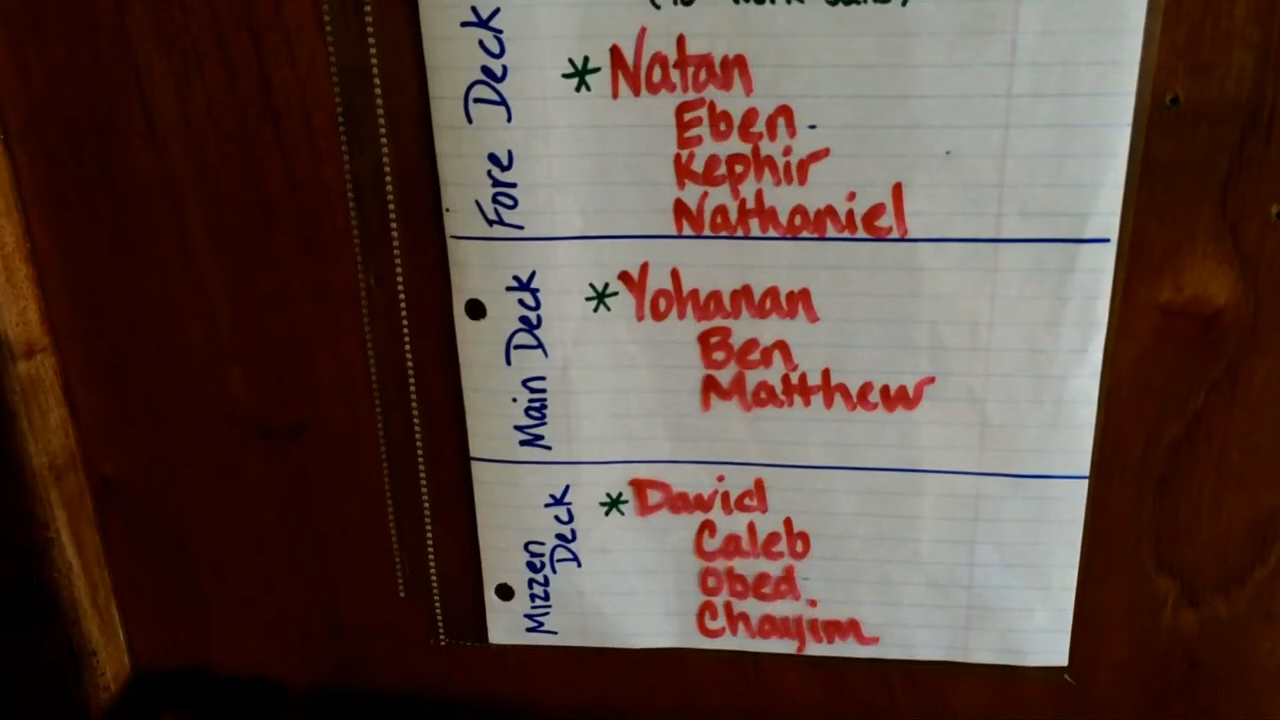 Fore Deck
* Natan
Eben.
Kephir
Nathaniel
Main Deck
* Yohanan
Ben
Matthew
Mizzen
Deck
* David
Caleb
Obed
Chayim